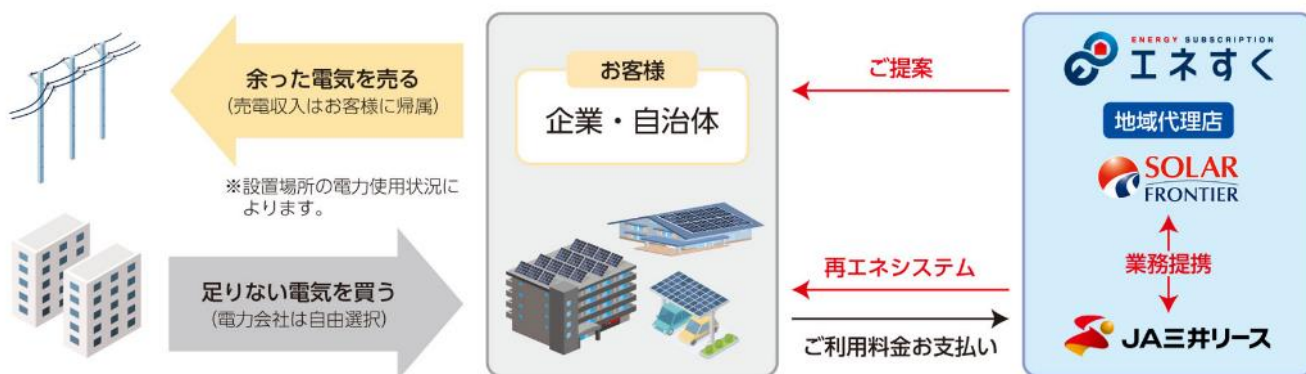 余った電気を売る
(売電収入はお客様に帰属)
※設置場所の電力使用状況に
よります。
足りない電気を買う
(電力会社は自由選択)
お客様
企業・自治体
ご提案
再エネシステム
ご利用料金お支払い
ENERGY SUBSCRIPTION
エネすく
地域代理店
SOLAR
FRONTIER
業務提携
JA三井リース